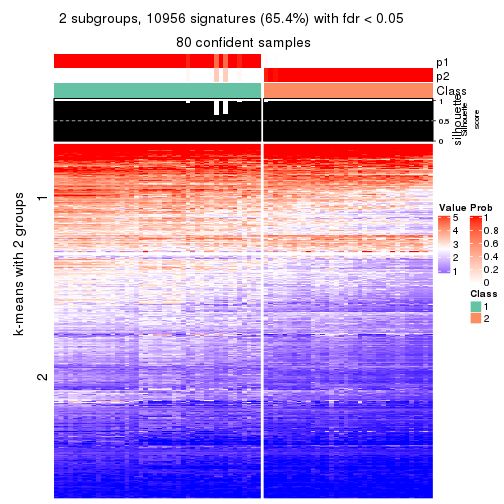 2 subgroups, 10956 signatures (65.4%) with fdr < 0.05
80 confident samples
p1
p2
Class
1
0.5
0
silhouette
Silhouette
score
k-means with 2 groups
1
2
Value
5
4
3
2
1
Prob
1
0.8
0.6
0.4
0.2
0
Class
1
2